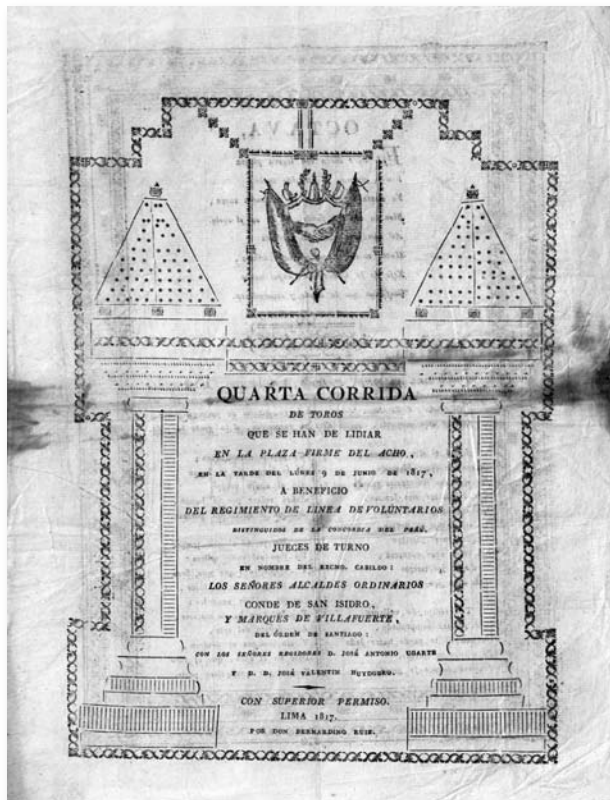 QUARTA CORRIDA
DE TOROS
QUE SE HAN DE LIDIAR
EN LA PLAZA FIRME DEL ACHO,
EN LA TARDE DEL LÚNES 9 DE JUNIO DE 1817,
A BENEFICIO
DEL REGIMIENTO DE LINEA DE VOLUNTARIOS
DISTINGUIDOS DE LA CONCORDIA DEL PERÚ.
JUECES DE TURNO
EN NOMBRE DEL EXCMO. CABILDO:
LOS SEÑORES ALCALDES ORDINARIOS
CONDE DE SAN ISIDRO,
Y MARQUES DE VILLAFUERTE,
DEL ÓRDEN DE SANTIAGO:
CON LOS SEÑORES REGIDORES D. JOSÉ ANTONIO UGARTE
Y D. D. JOSÉ VALENTIN HUYDOBRO.
CON SUPERIOR PERMISO.
LIMA 1817.
POR DON BERNARDINO RUIZ.